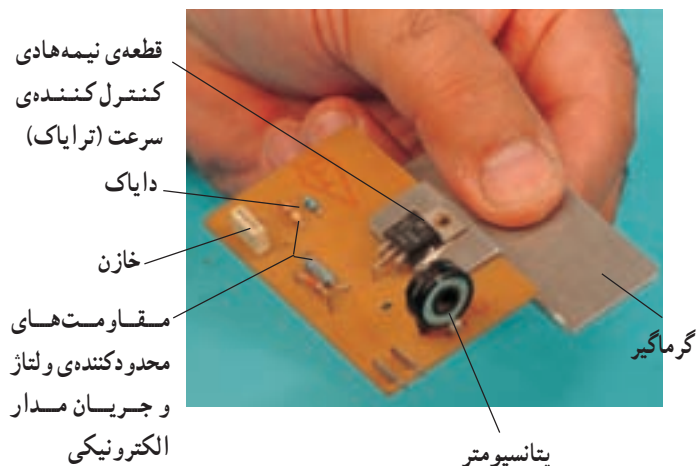 قطعه‌ی نیمه‌هادی
کنترل کننده‌ی
سرعت (ترایاک)
دایاک
خازن
مقاومت‌های
محدودکننده‌ی ولتاژ
و جریان مدار
الکترونیکی
پتانسیومتر
گرماگیر